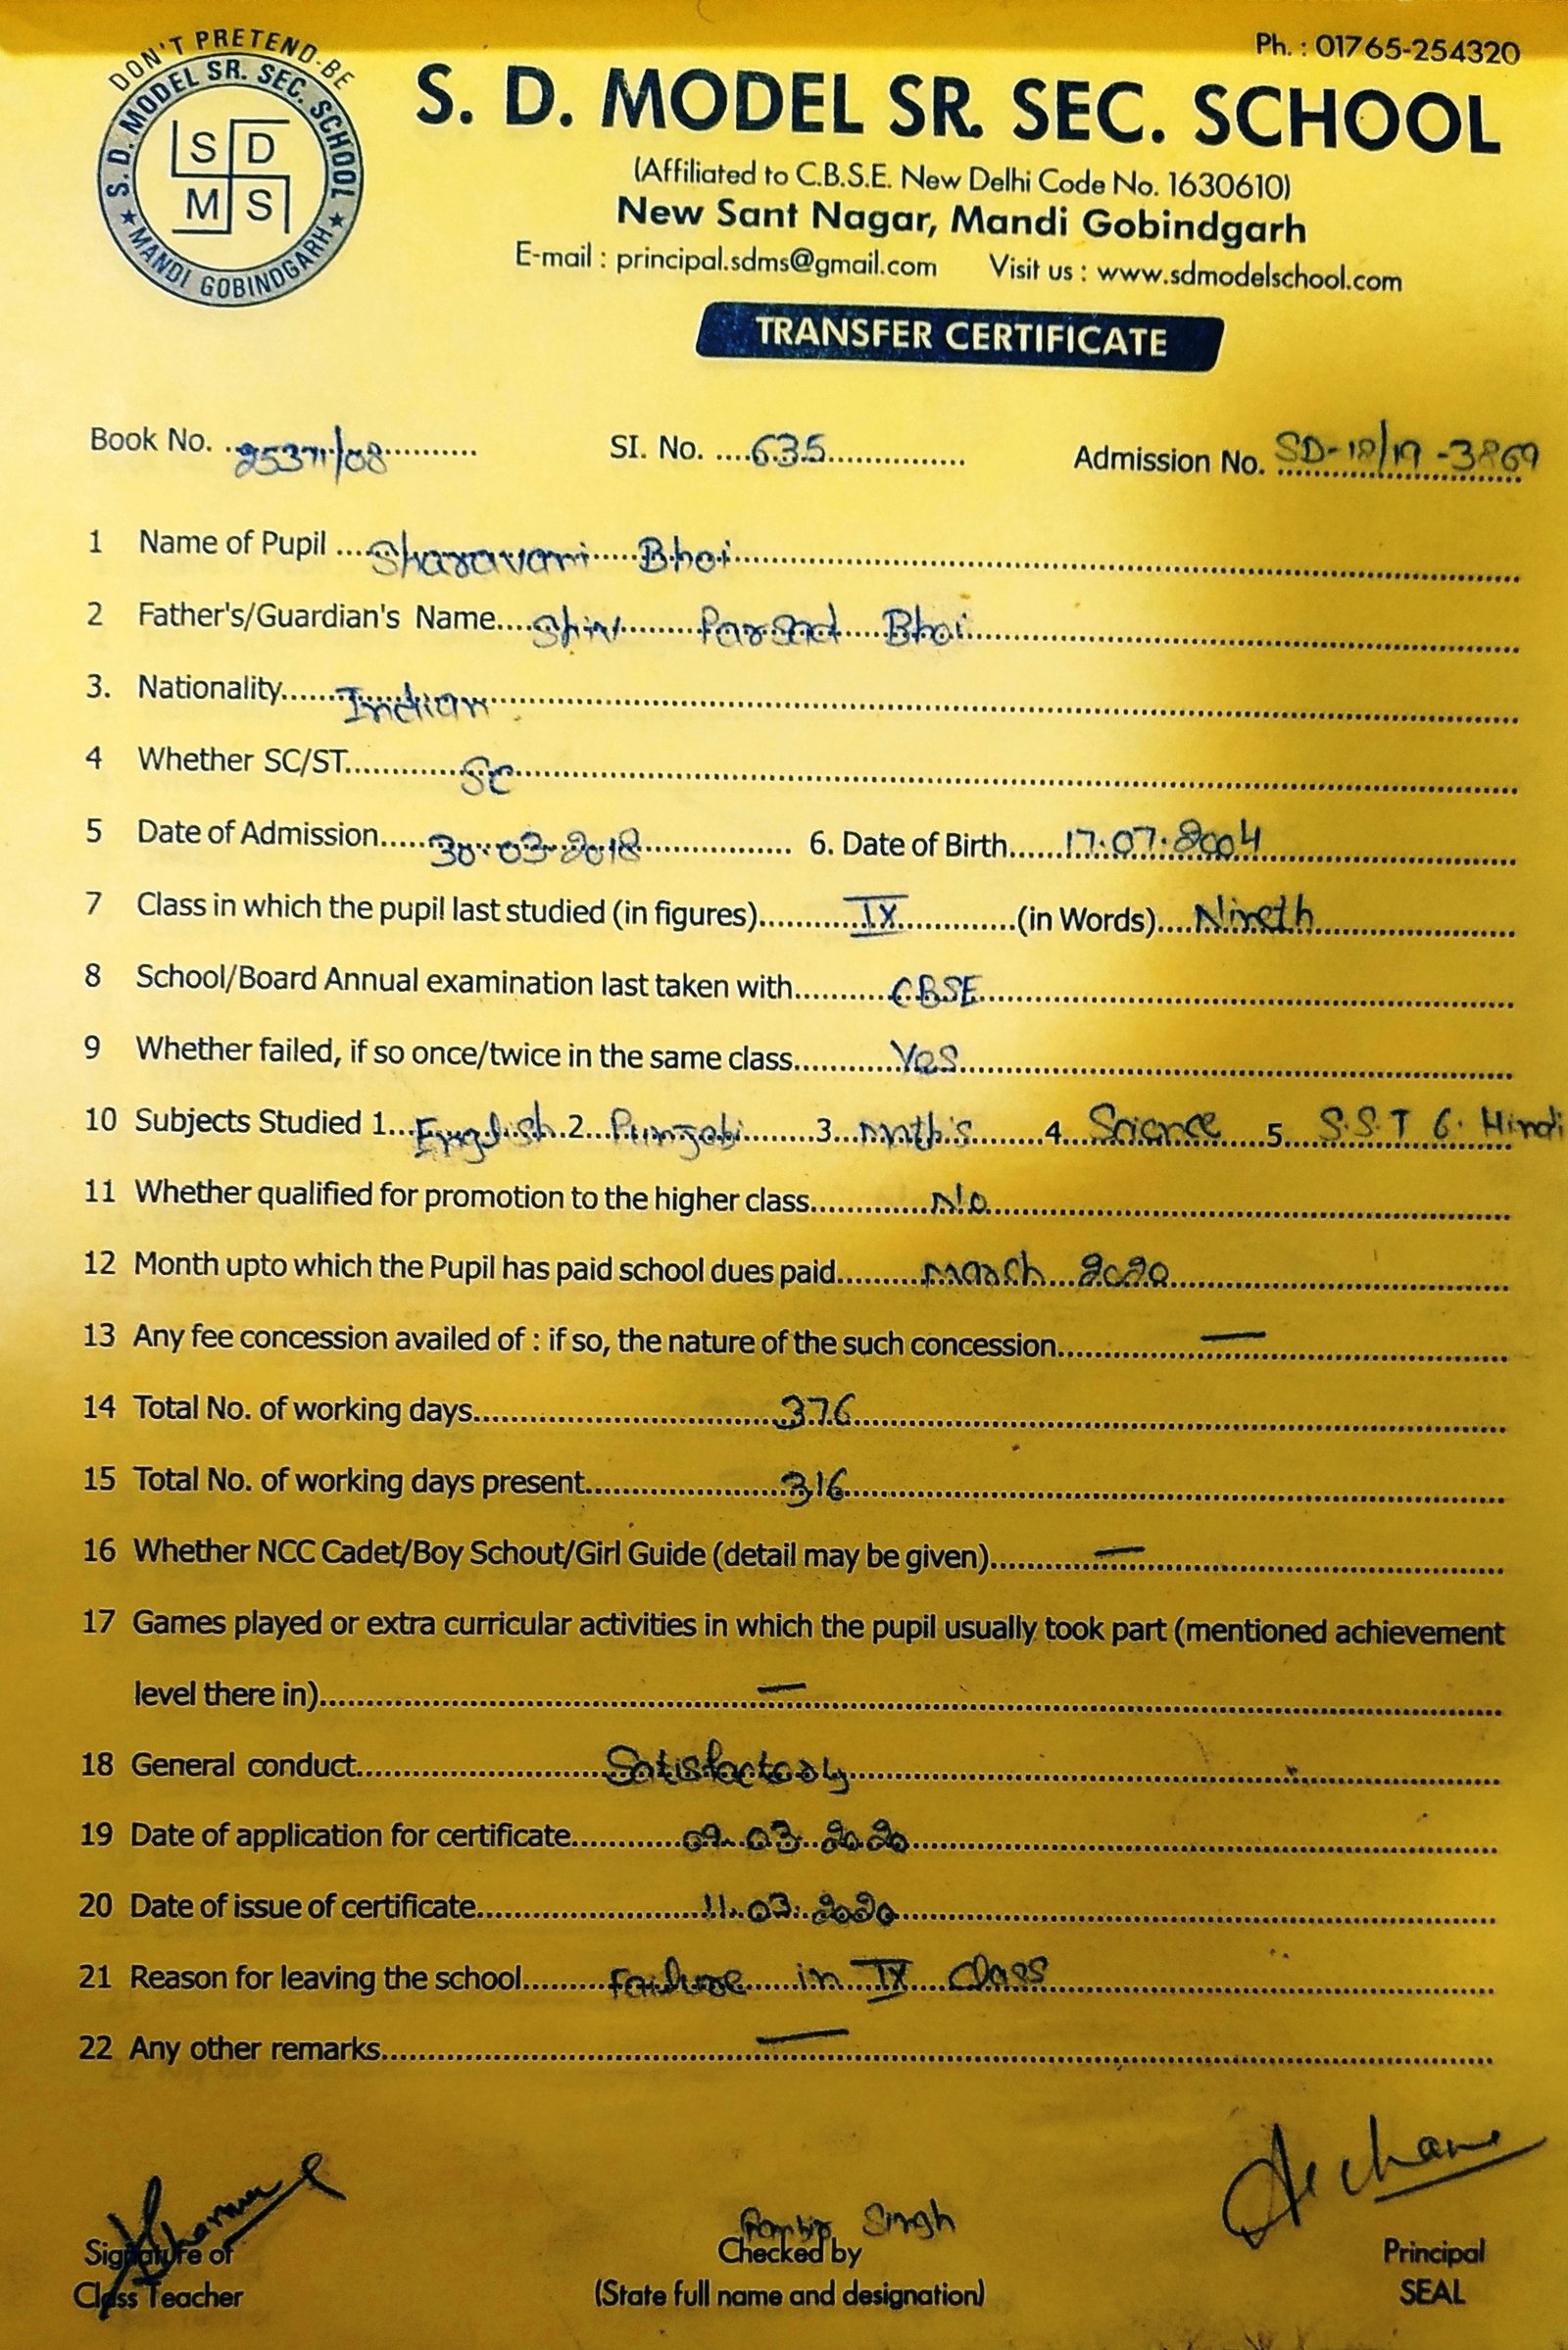 DON'T PRETEND-BE
S. D. MODEL SR. SEC. SCHOOL
S D
M S
★ MANDI GOBINDGARH ★
Ph. : 01765-254320
S. D. MODEL SR. SEC. SCHOOL
(Affiliated to C.B.S.E. New Delhi Code No. 1630610)
New Sant Nagar, Mandi Gobindgarh
E-mail : principal.sdms@gmail.com Visit us : www.sdmodelschool.com
TRANSFER CERTIFICATE
Book No. SI. No. 635 Admission No. SD-18/19-3869
1 Name of Pupil Sharavani Bhoi
2 Father's/Guardian's Name Shiv Parsad Bhoi
3. Nationality Indian
4 Whether SC/ST SC
5 Date of Admission 30-03-2018 6. Date of Birth 17.07.2004
7 Class in which the pupil last studied (in figures) IX (in Words) Nineth
8 School/Board Annual examination last taken with CBSE
9 Whether failed, if so once/twice in the same class Yes
10 Subjects Studied 1. English 2. Punjabi 3. Math's 4. Science 5. S.S.T 6. Hindi
11 Whether qualified for promotion to the higher class No
12 Month upto which the Pupil has paid school dues paid March 2020
13 Any fee concession availed of : if so, the nature of the such concession —
14 Total No. of working days 376
15 Total No. of working days present 316
16 Whether NCC Cadet/Boy Schout/Girl Guide (detail may be given) —
17 Games played or extra curricular activities in which the pupil usually took part (mentioned achievement
level there in) —
18 General conduct Satisfactory
19 Date of application for certificate 09.03.2020
20 Date of issue of certificate 11.03.2020
21 Reason for leaving the school Failure in IX Class
22 Any other remarks —
Singh
Signature of Checked by Principal
Class Teacher (State full name and designation) SEAL